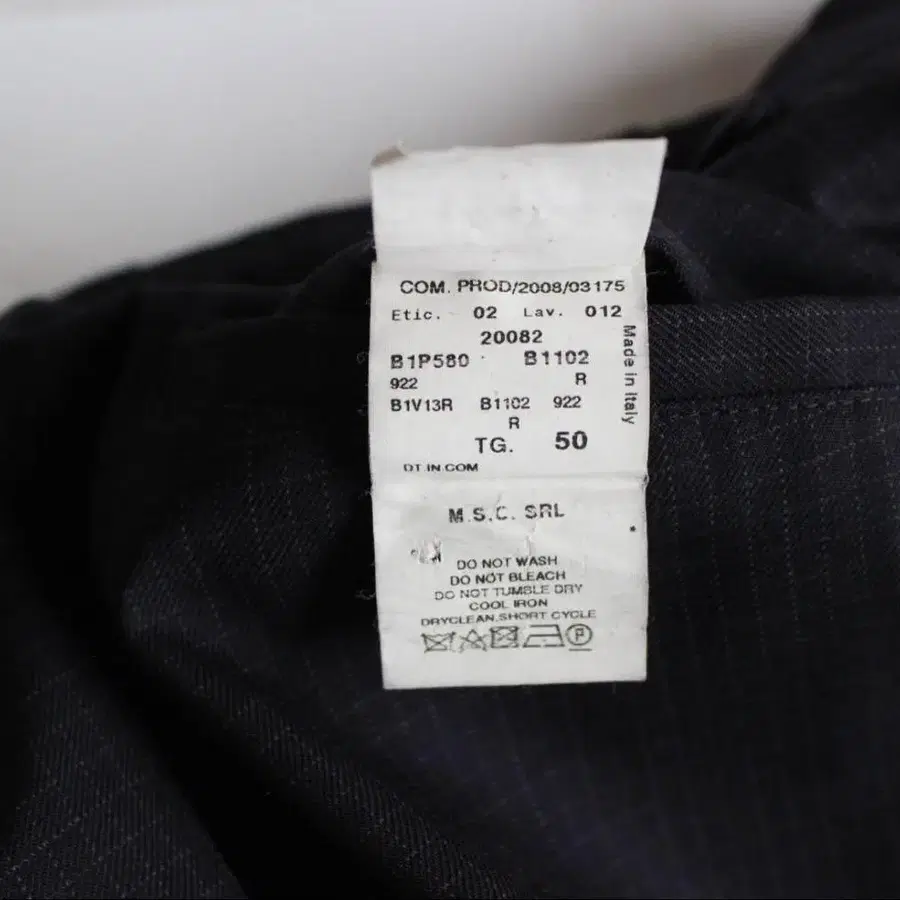 COM. PROD/2008/03175
Etic. 02 Lav. 012
20082
B1P580 B1102
922 R
B1V13R B1102 922
R
TG. 50
DT.IN.COM
Made in Italy
M.S.C. SRL
DO NOT WASH
DO NOT BLEACH
DO NOT TUMBLE DRY
COOL IRON
DRYCLEAN,SHORT CYCLE
P